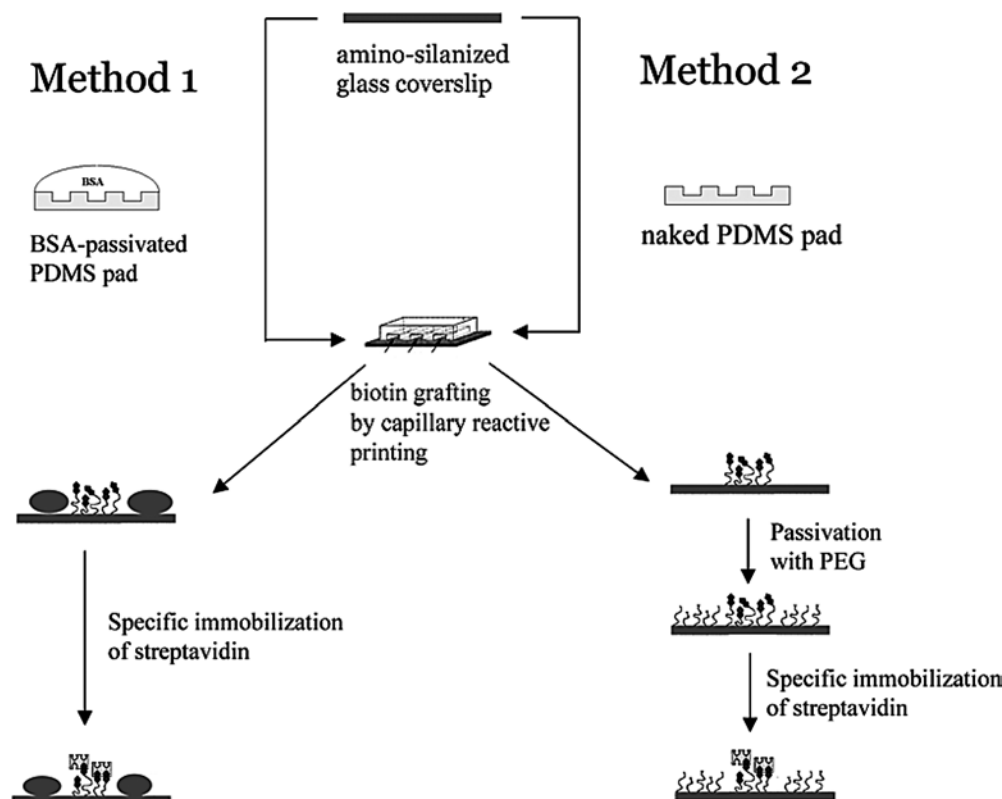 Method 1
amino-silanized
glass coverslip
Method 2
BSA
BSA-passivated
PDMS pad
naked PDMS pad
biotin grafting
by capillary reactive
printing
Passivation
with PEG
Specific immobilization
of streptavidin
Specific immobilization
of streptavidin